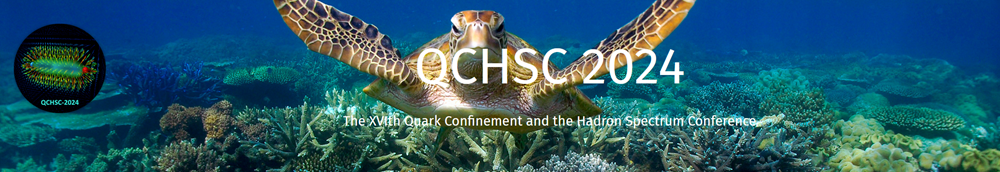 QCHSC-2024
QCHSC 2024
The XVIth Quark Confinement and the Hadron Spectrum Conference